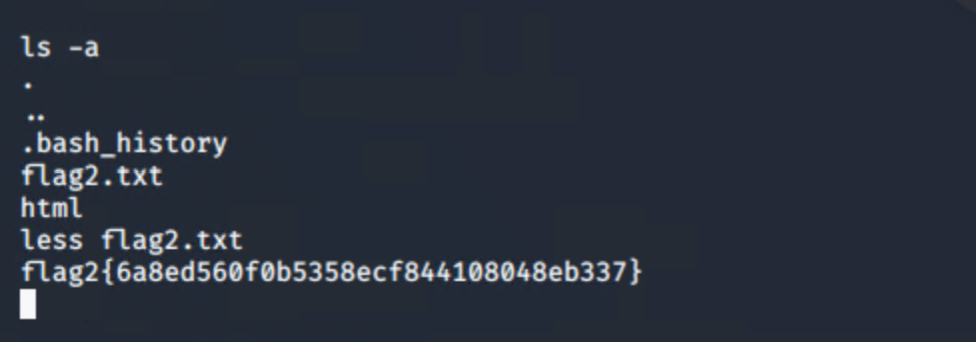 ls -a
.
..
.bash_history
flag2.txt
html
less flag2.txt
flag2{6a8ed560f0b5358ecf844108048eb337}